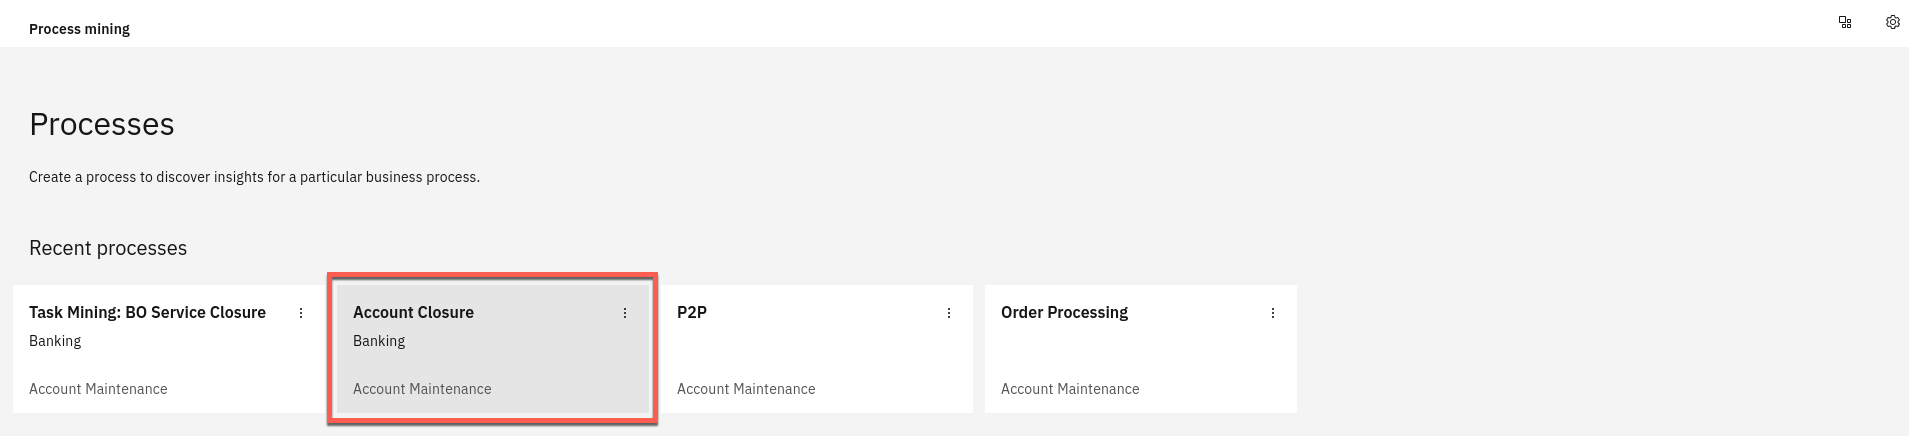 Process mining
Processes
Create a process to discover insights for a particular business process.
Recent processes
Task Mining: BO Service Closure
Banking
Account Maintenance
Account Closure
Banking
Account Maintenance
P2P
Account Maintenance
Order Processing
Account Maintenance